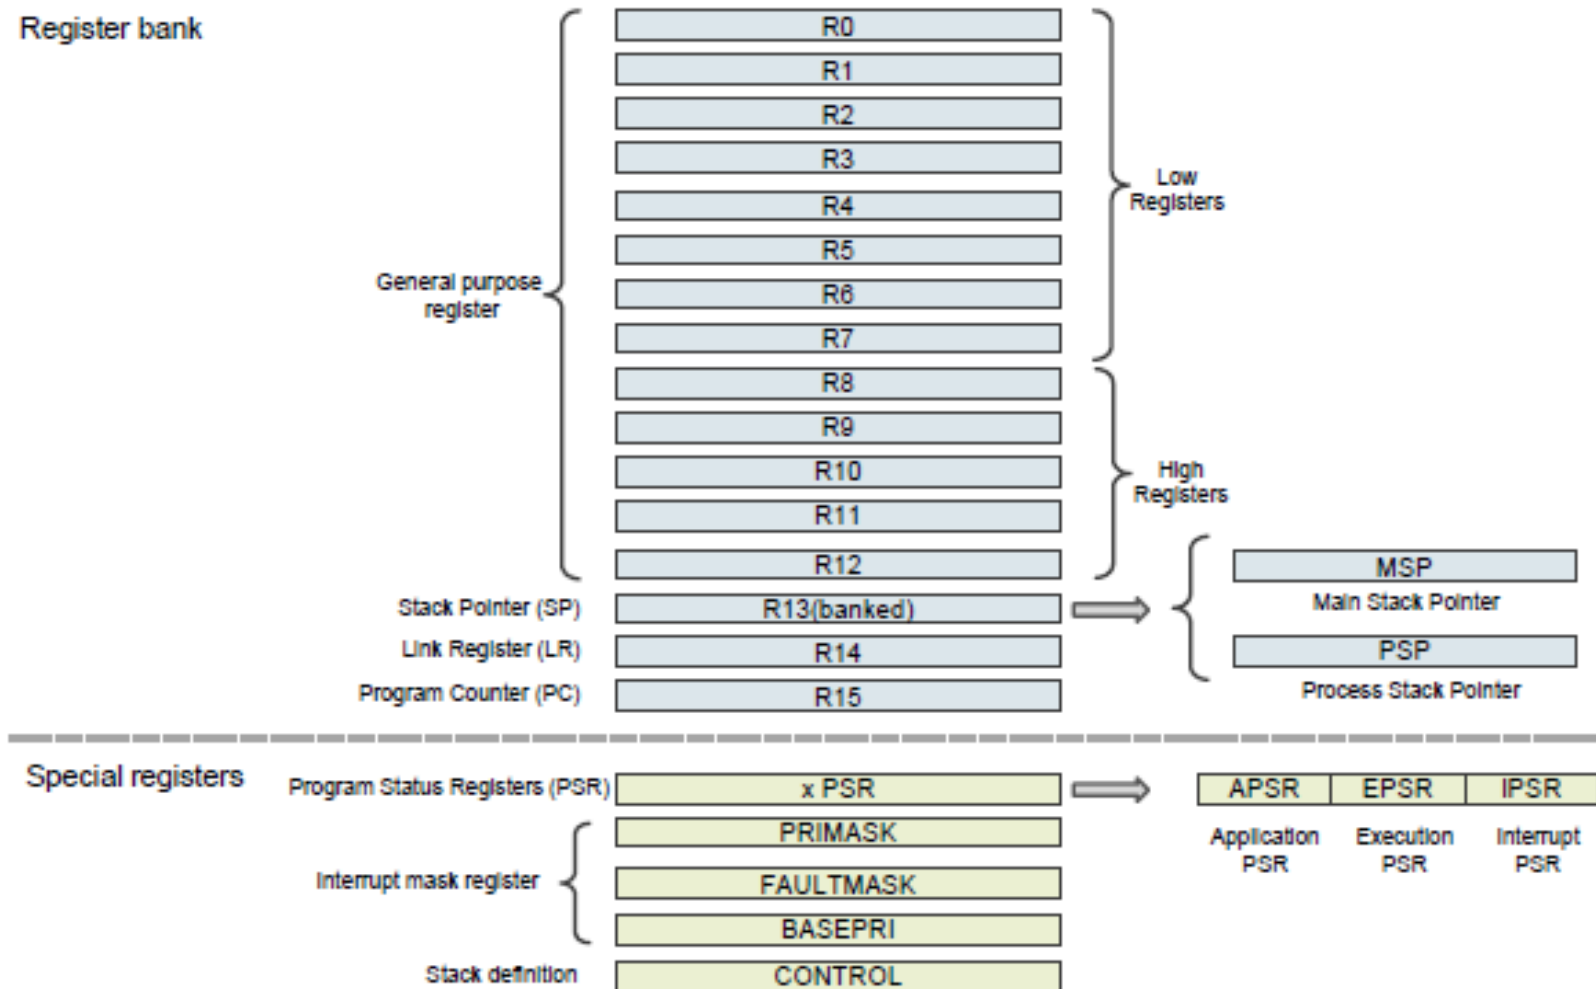 Register bank
R0
R1
R2
R3
Low
Registers
R4
R5
General purpose
register
R6
R7
R8
R9
R10
High
Registers
R11
R12
MSP
Main Stack Pointer
Stack Pointer (SP)
R13(banked)
Link Register (LR)
R14
PSP
Process Stack Pointer
Program Counter (PC)
R15
Special registers
Program Status Registers (PSR)
x PSR
APSR
EPSR
IPSR
Application
PSR
Execution
PSR
Interrupt
PSR
PRIMASK
Interrupt mask register
FAULTMASK
BASEPRI
Stack definition
CONTROL